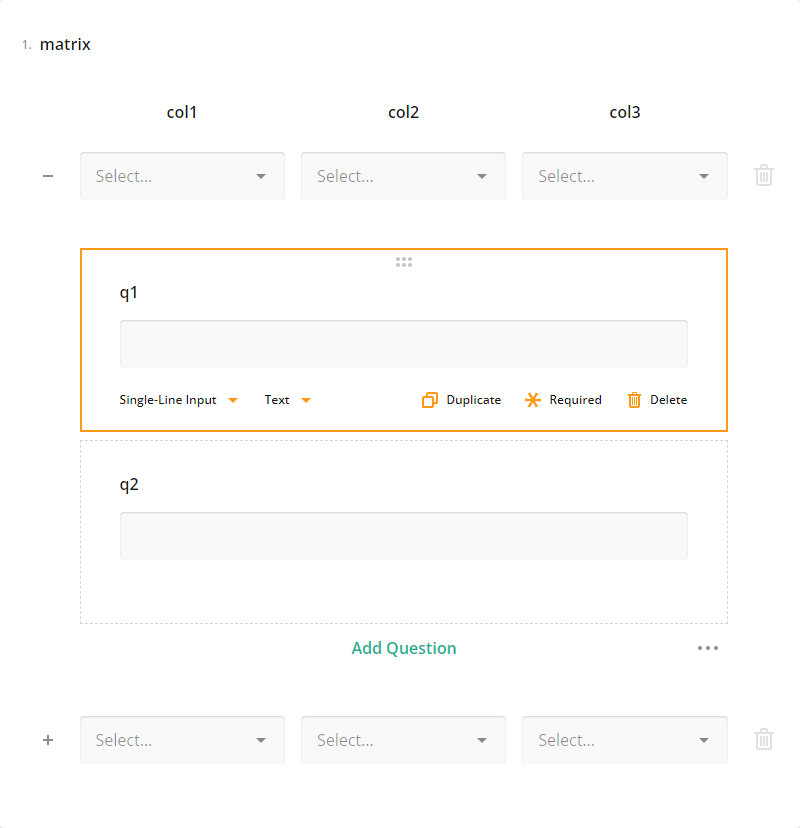 1. matrix
col1 col2 col3
Select... Select... Select...
q1
Single-Line Input Text Duplicate Required Delete
q2
Add Question
Select... Select... Select...